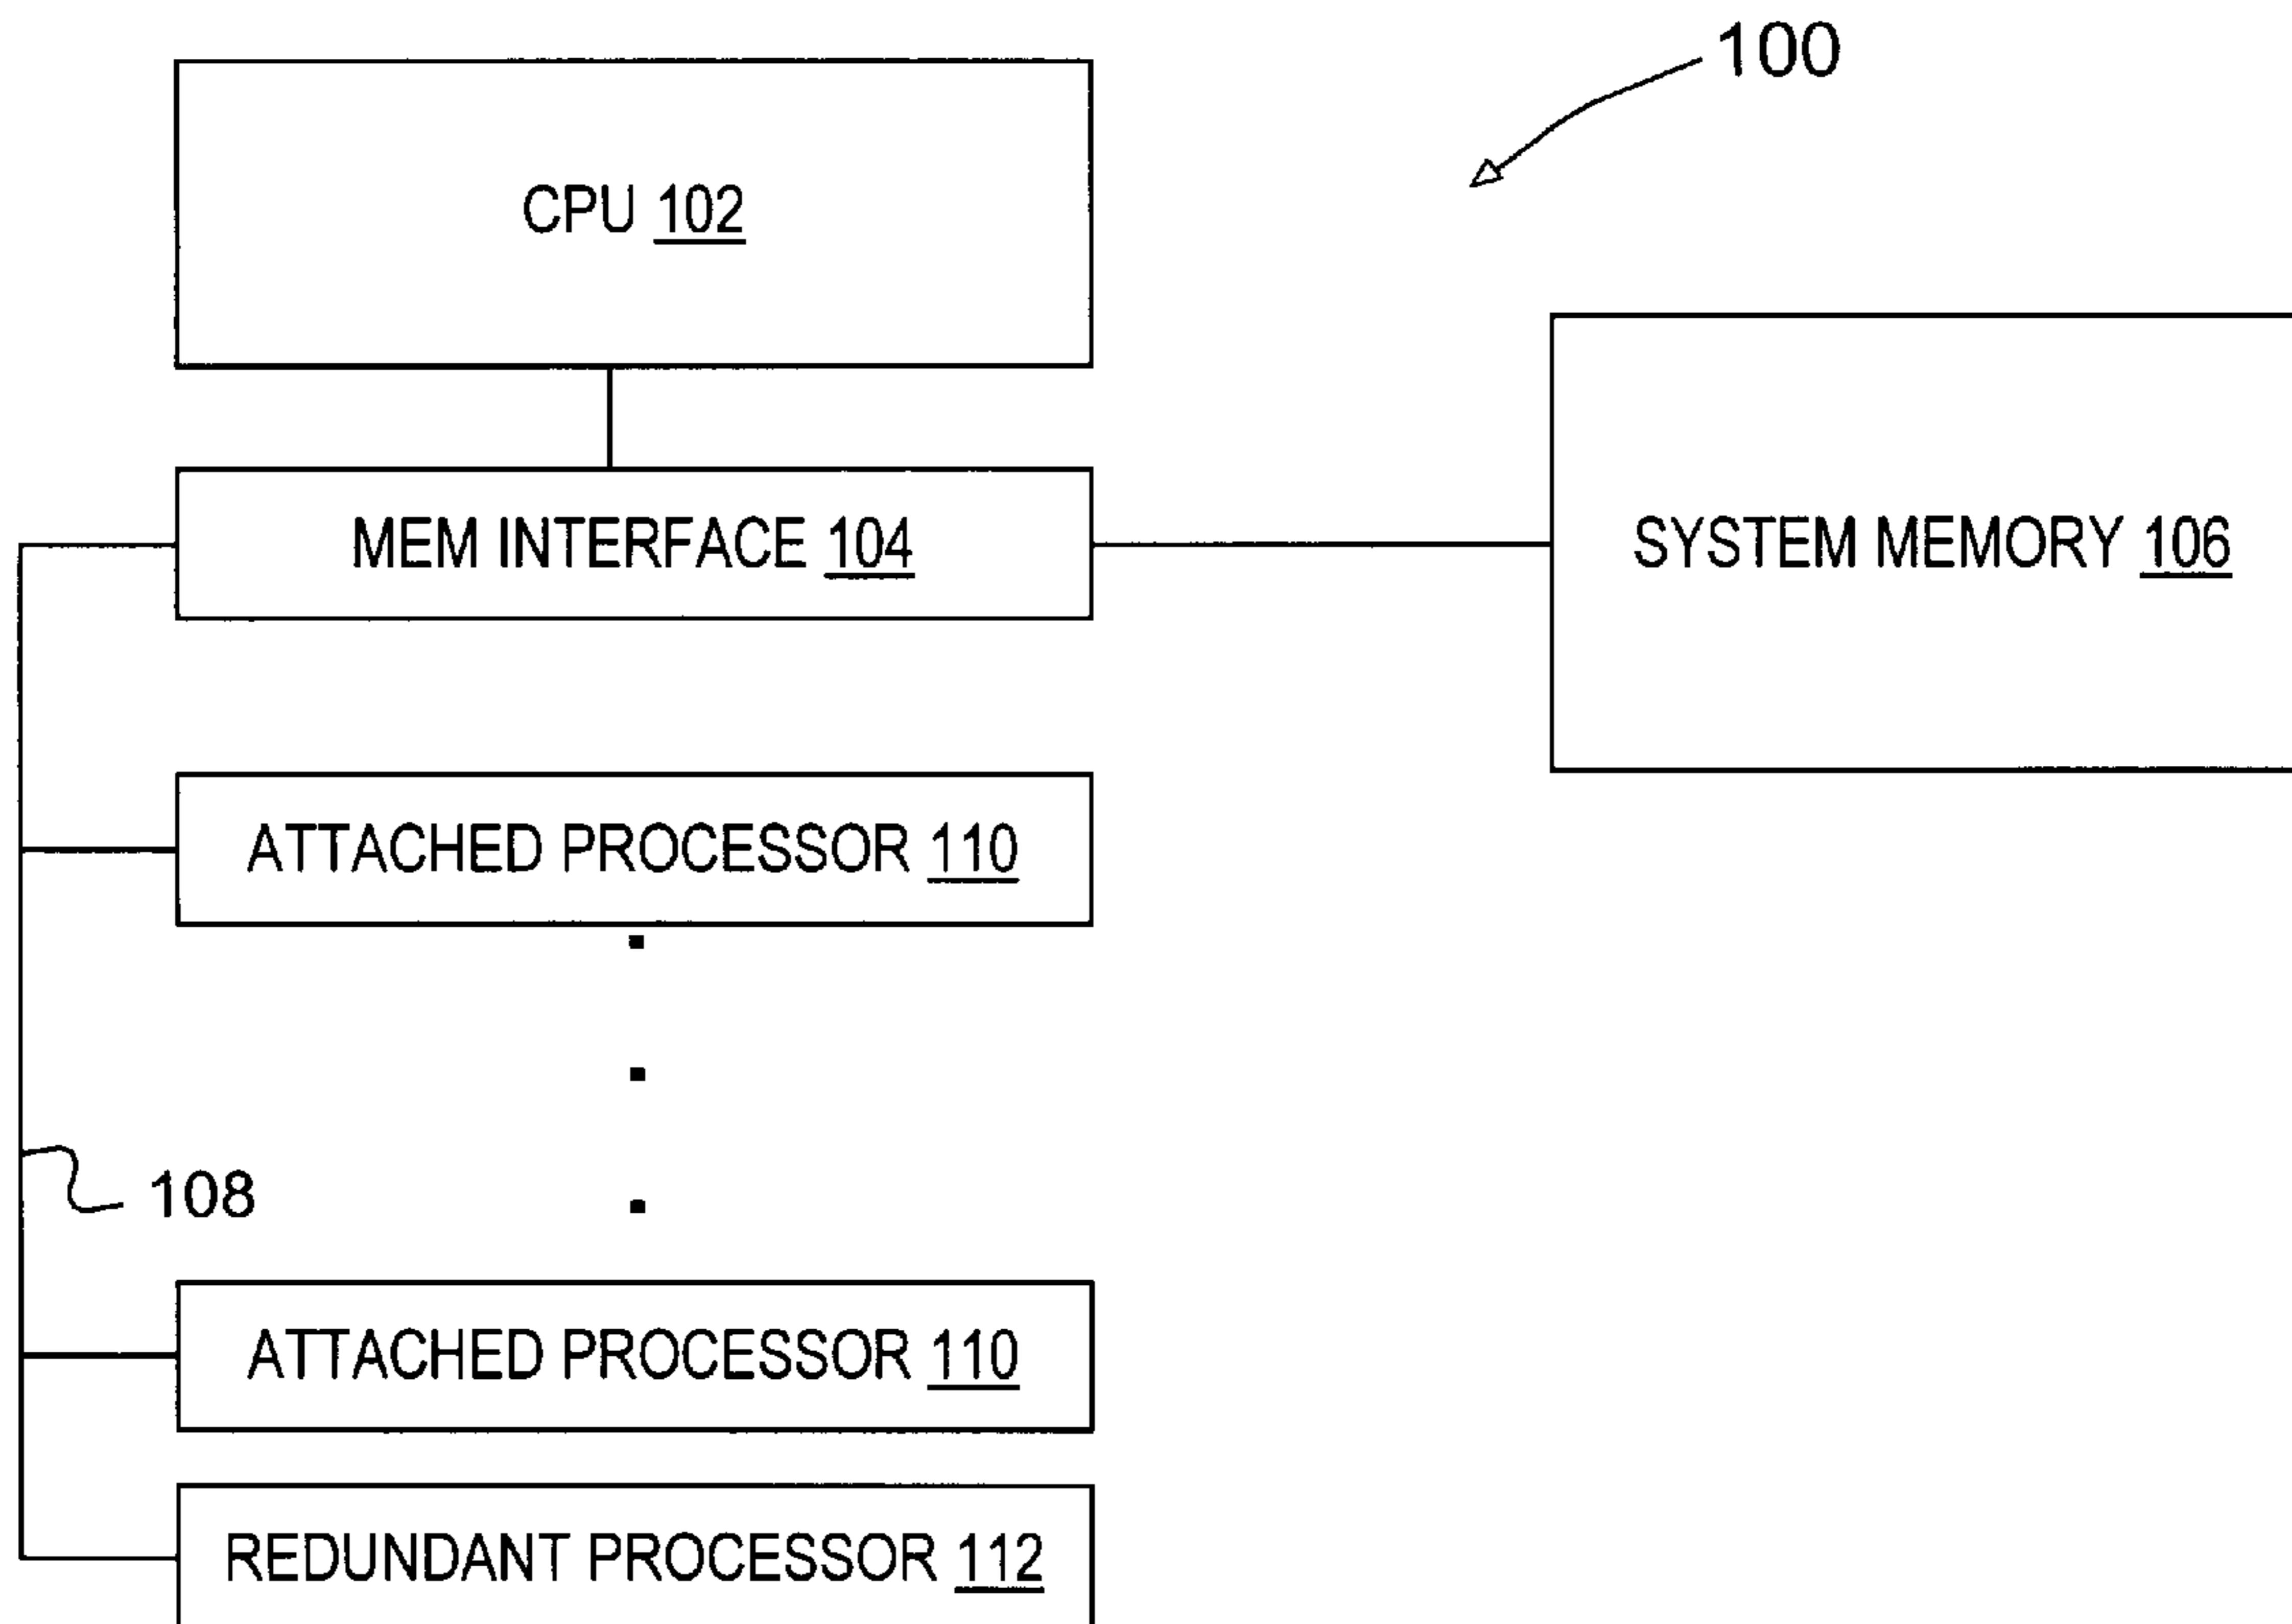 100
CPU 102
MEM INTERFACE 104
SYSTEM MEMORY 106
ATTACHED PROCESSOR 110
108
ATTACHED PROCESSOR 110
REDUNDANT PROCESSOR 112